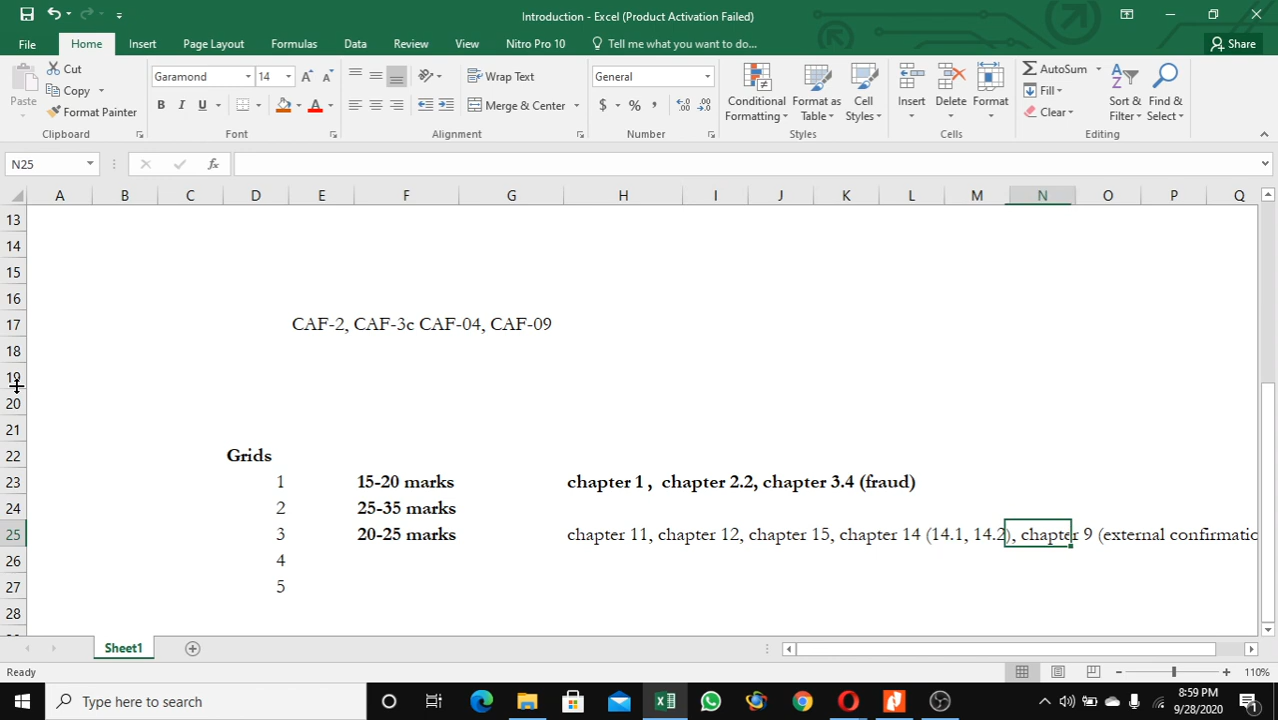 Introduction - Excel (Product Activation Failed)
File Home Insert Page Layout Formulas Data Review View Nitro Pro 10 Tell me what you want to do... Share
Paste Cut Copy Format Painter Clipboard
Garamond 14 B I U A Font
Wrap Text Merge & Center Alignment
General $ % , Number
Conditional Formatting Format as Table Cell Styles Styles
Insert Delete Format Cells
AutoSum Fill Clear Sort & Filter Find & Select Editing
N25 fx
A B C D E F G H I J K L M N O P Q
13
14
15
16
17 CAF-2, CAF-3c CAF-04, CAF-09
18
19
20
21
22 Grids
23 1 15-20 marks chapter 1 , chapter 2.2, chapter 3.4 (fraud)
24 2 25-35 marks
25 3 20-25 marks chapter 11, chapter 12, chapter 15, chapter 14 (14.1, 14.2), chapter 9 (external confirmatio
26 4
27 5
28
Sheet1
Ready 110%
Type here to search 8:59 PM
9/28/2020